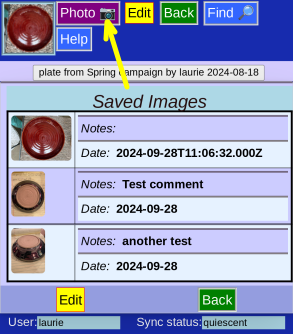 Photo 📷 Edit Back Find 🔎
Help
plate from Spring campaign by laurie 2024-08-18
Saved Images
Notes:
Date: 2024-09-28T11:06:32.000Z
Notes: Test comment
Date: 2024-09-28
Notes: another test
Date: 2024-09-28
Edit Back
User: laurie Sync status: quiescent